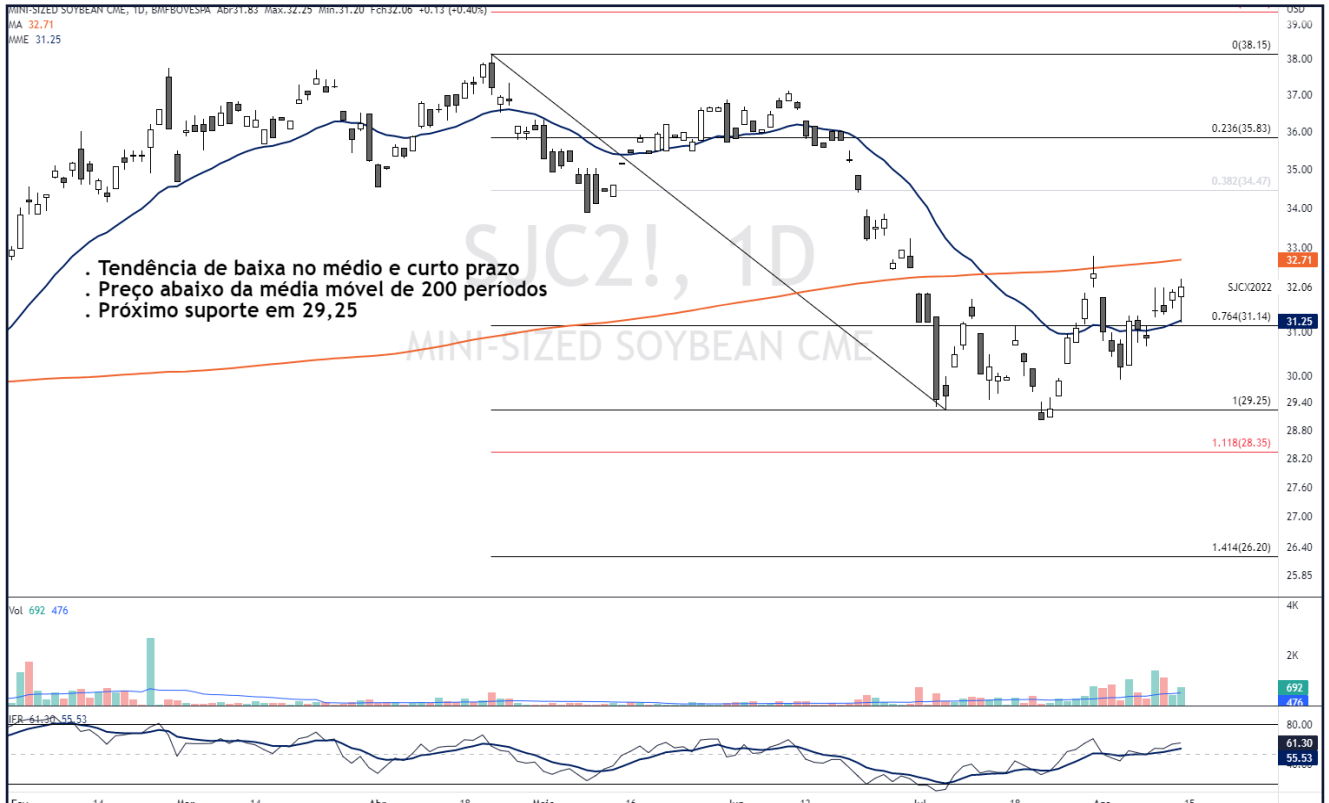 MINI-SIZED SOYBEAN CME, 1D, BMFBOVESPA Abr31.83 Máx.32.25 Mín.31.20 Fch32.06 +0.13 (+0.40%)
MA 32.71
MME 31.25
USD
39.00
0(38.15)
38.00
37.00
0.236(35.83)
36.00
35.00
0.382(34.47)
34.00
SJC2!, 1D
MINI-SIZED SOYBEAN CME
33.00
. Tendência de baixa no médio e curto prazo
. Preço abaixo da média móvel de 200 períodos
. Próximo suporte em 29,25
32.71
SJCX2022
32.06
0.764(31.14)
31.25
31.00
30.00
1(29.25)
29.40
28.80
1.118(28.35)
28.20
27.60
27.00
1.414(26.20)
26.40
25.85
Vol 692 476
4K
2K
692
476
IFR 61.30 55.53
80.00
61.30
55.53
40.00
Fev 14 Mar 14 Abr 18 Maio 16 Jun 13 Jul 18 Ago 15